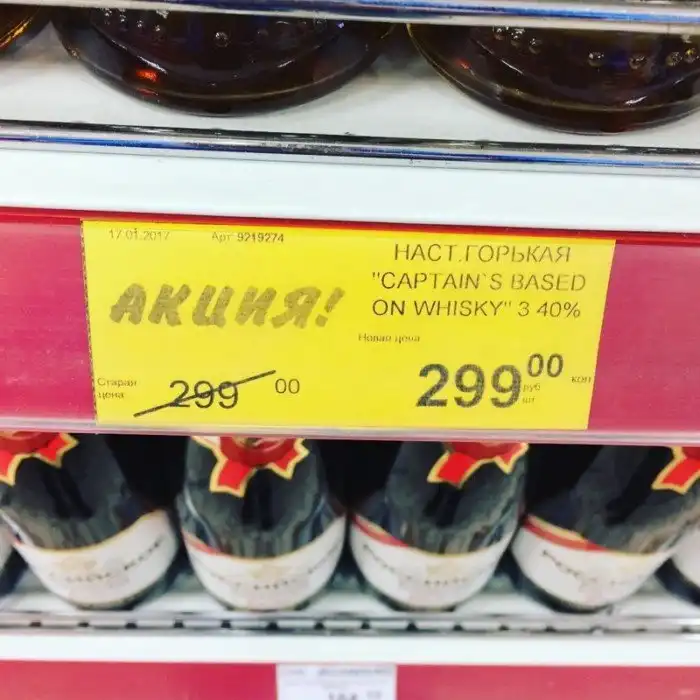 17.01.2017 Арт 9219274
НАСТ.ГОРЬКАЯ
"CAPTAIN`S BASED
ON WHISKY" 3 40%
АКЦИЯ!
Новая цена
Старая
цена
299 00
299 00
руб
шт
коп